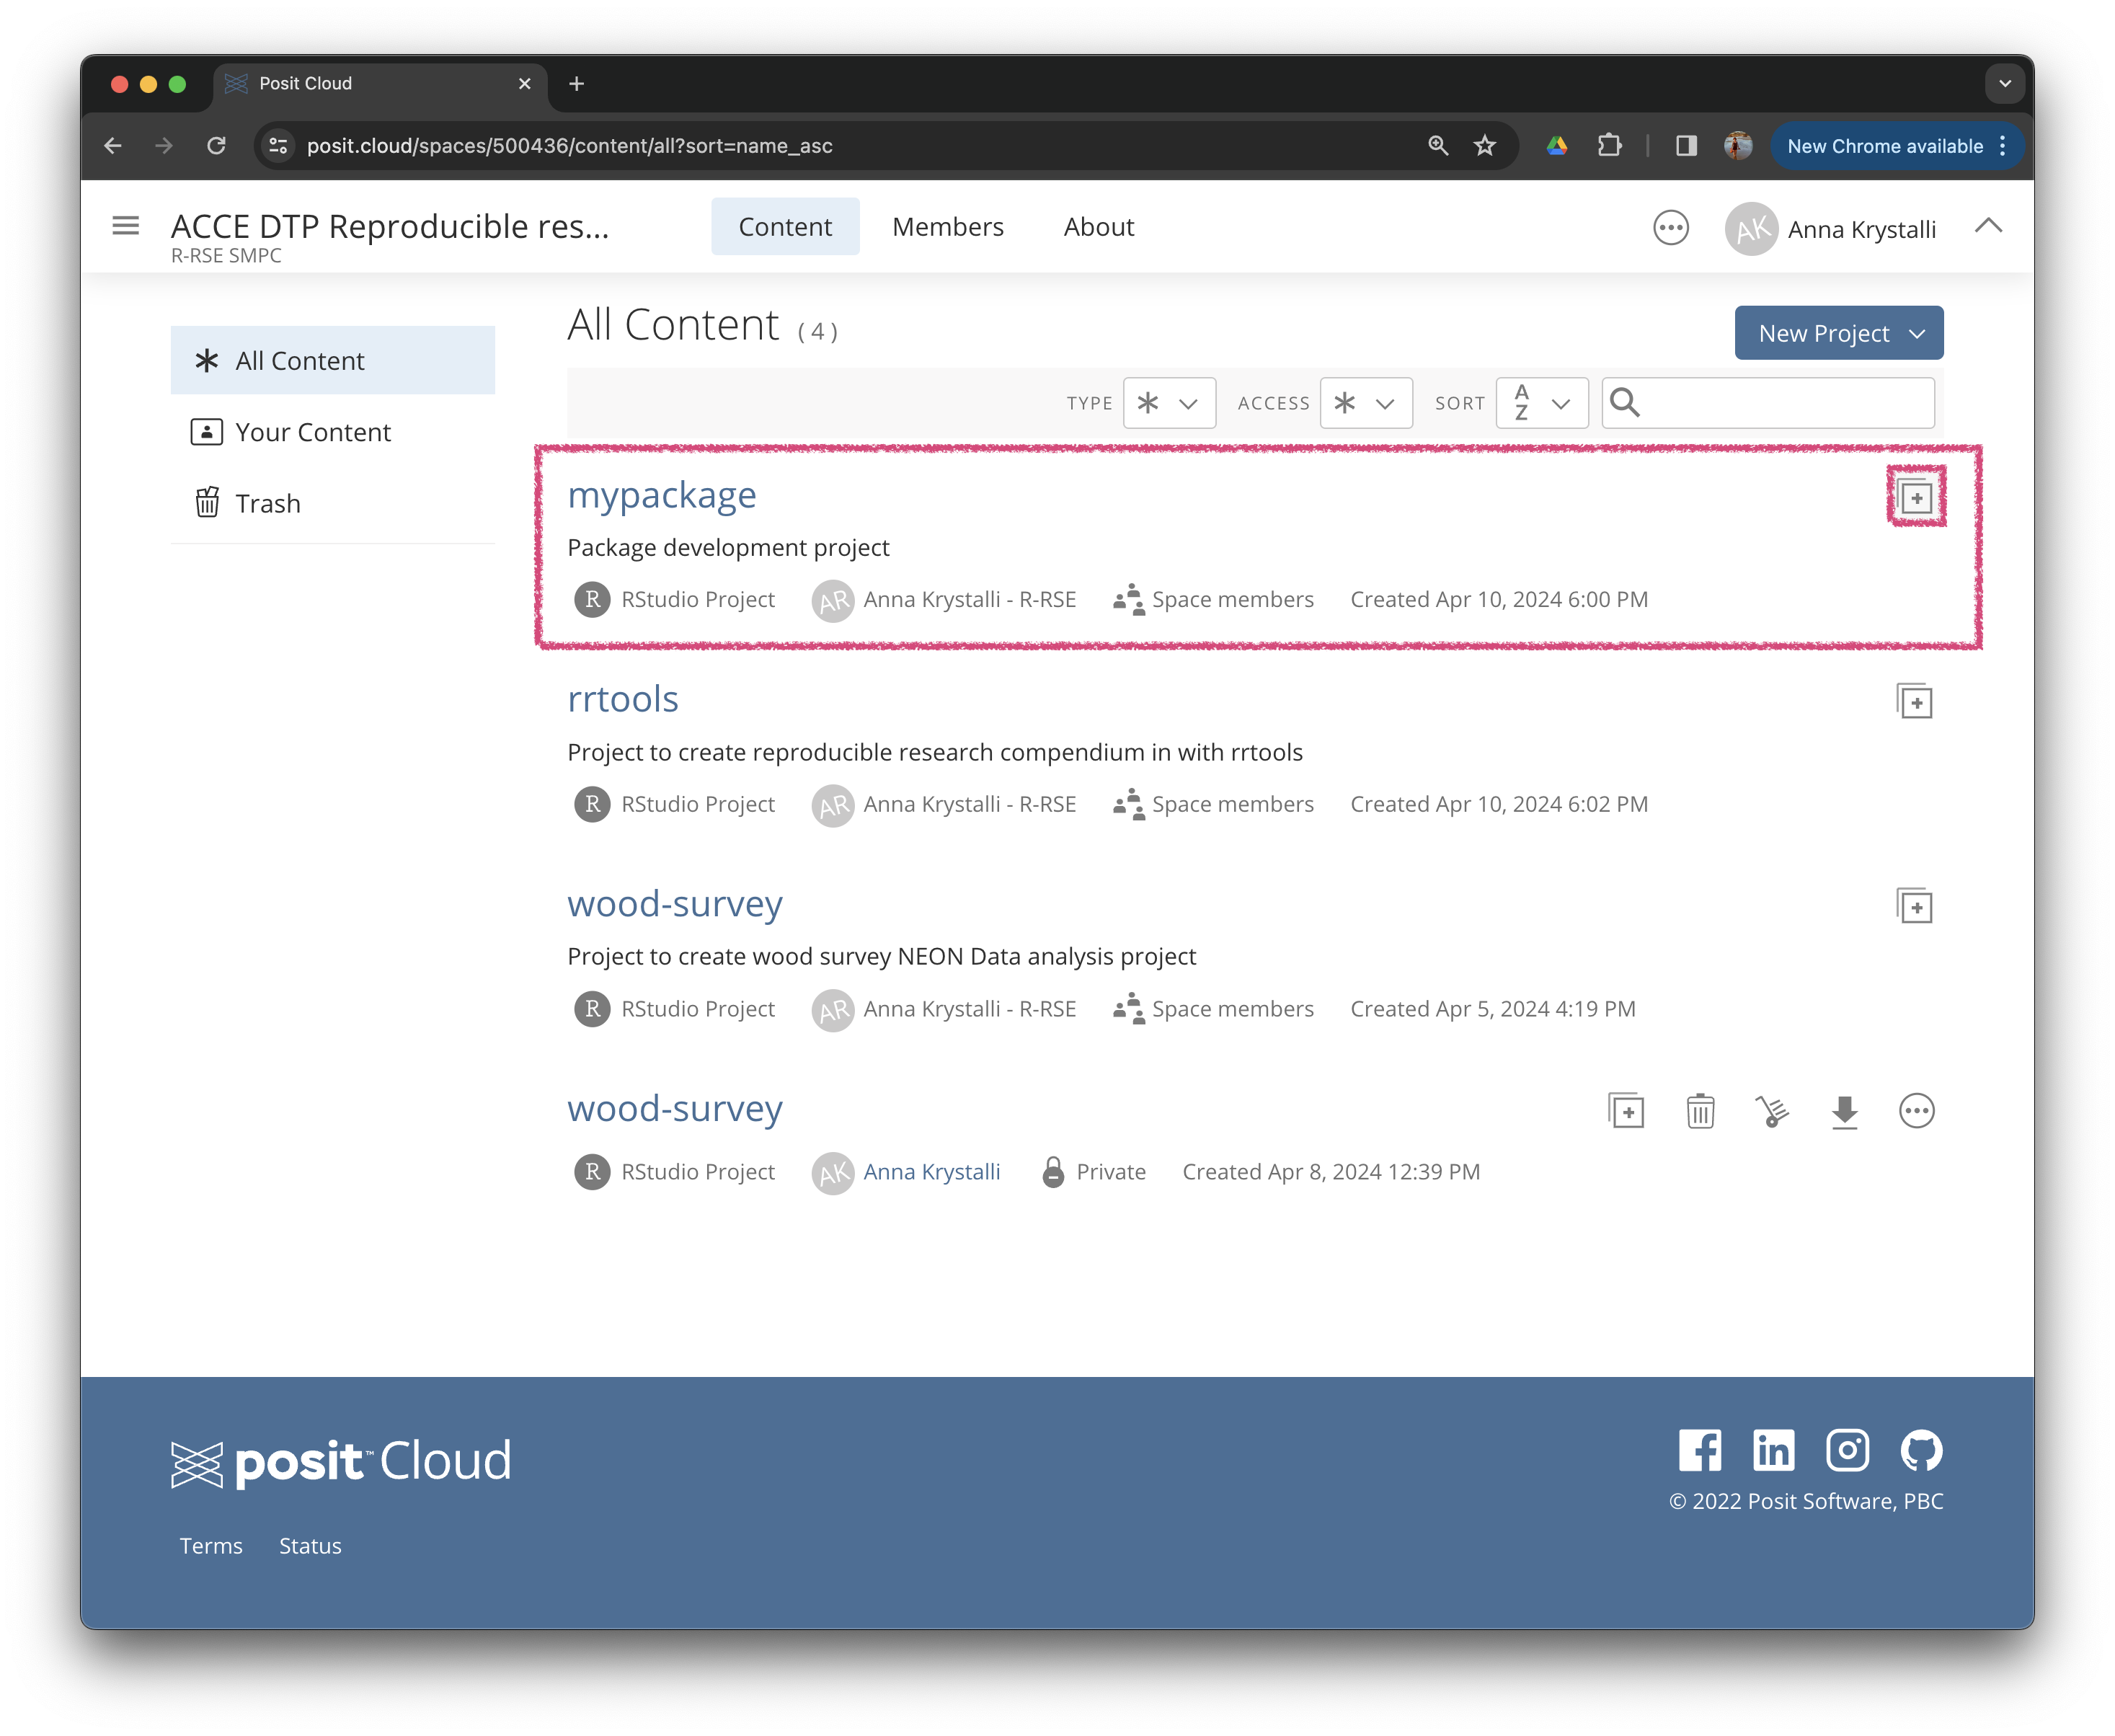 Posit Cloud
posit.cloud/spaces/500436/content/all?sort=name_asc
New Chrome available
ACCE DTP Reproducible res...
R-RSE SMPC
Content
Members
About
AK
Anna Krystalli
All Content
Your Content
Trash
All Content ( 4 )
New Project
TYPE
ACCESS
SORT
A
Z
mypackage
Package development project
R RStudio Project AR Anna Krystalli - R-RSE Space members Created Apr 10, 2024 6:00 PM
rrtools
Project to create reproducible research compendium in with rrtools
R RStudio Project AR Anna Krystalli - R-RSE Space members Created Apr 10, 2024 6:02 PM
wood-survey
Project to create wood survey NEON Data analysis project
R RStudio Project AR Anna Krystalli - R-RSE Space members Created Apr 5, 2024 4:19 PM
wood-survey
R RStudio Project AK Anna Krystalli Private Created Apr 8, 2024 12:39 PM
posit™ Cloud
Terms
Status
© 2022 Posit Software, PBC